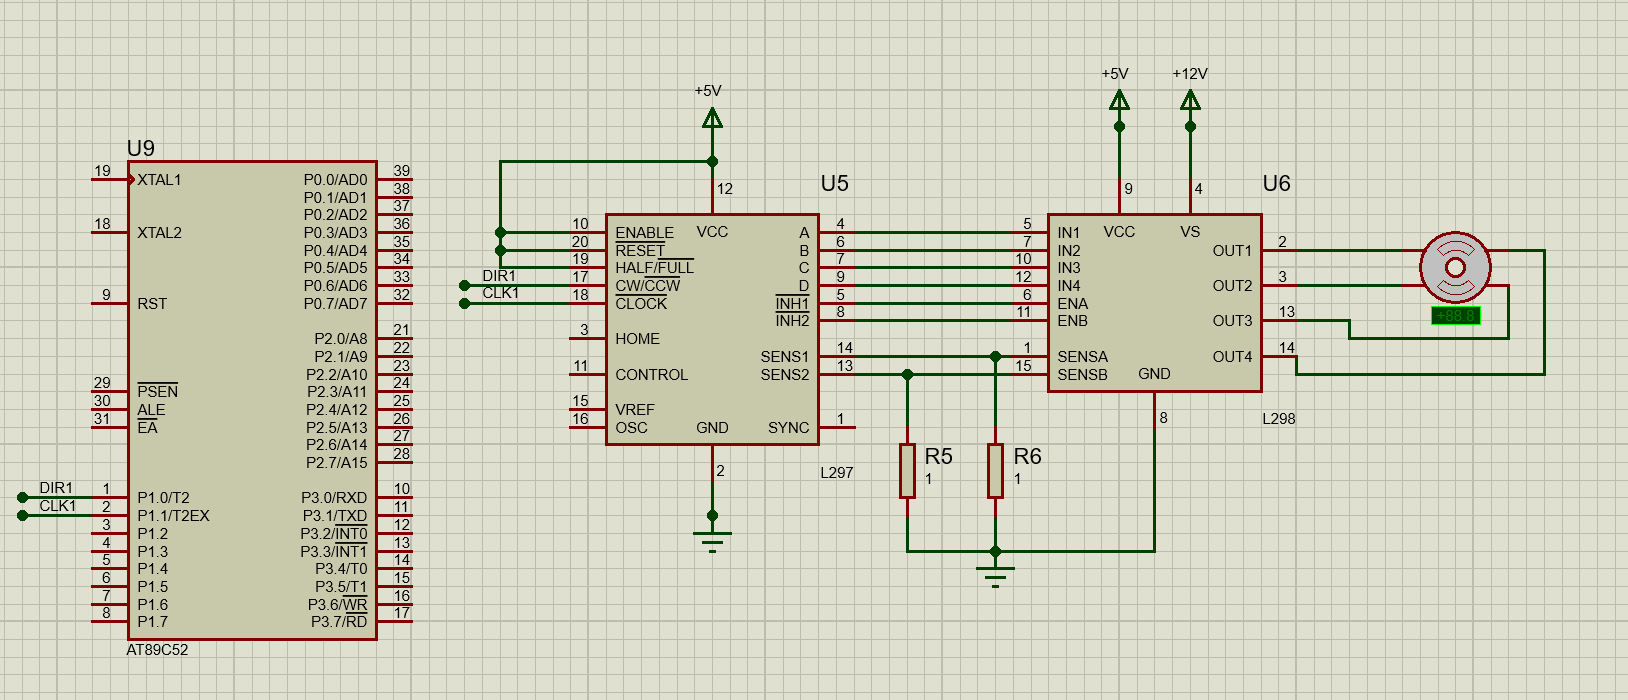 U9
19 XTAL1
18 XTAL2
9 RST
29 PSEN
30 ALE
31 EA
DIR1 1 P1.0/T2
CLK1 2 P1.1/T2EX
3 P1.2
4 P1.3
5 P1.4
6 P1.5
7 P1.6
8 P1.7
P0.0/AD0 39
P0.1/AD1 38
P0.2/AD2 37
P0.3/AD3 36
P0.4/AD4 35
P0.5/AD5 34
P0.6/AD6 33
P0.7/AD7 32
P2.0/A8 21
P2.1/A9 22
P2.2/A10 23
P2.3/A11 24
P2.4/A12 25
P2.5/A13 26
P2.6/A14 27
P2.7/A15 28
P3.0/RXD 10
P3.1/TXD 11
P3.2/INT0 12
P3.3/INT1 13
P3.4/T0 14
P3.5/T1 15
P3.6/WR 16
P3.7/RD 17
AT89C52
+5V
12
VCC
U5
10 ENABLE
20 RESET
19 HALF/FULL
DIR1 17 CW/CCW
CLK1 18 CLOCK
3 HOME
11 CONTROL
15 VREF
16 OSC
A 4
B 6
C 7
D 9
INH1 5
INH2 8
SENS1 14
SENS2 13
SYNC 1
GND
2
L297
R5
1
R6
1
+5V
+12V
9
4
U6
VCC
VS
5 IN1
7 IN2
10 IN3
12 IN4
6 ENA
11 ENB
1 SENSA
15 SENSB
OUT1 2
OUT2 3
OUT3 13
OUT4 14
GND
8
L298
+88.8